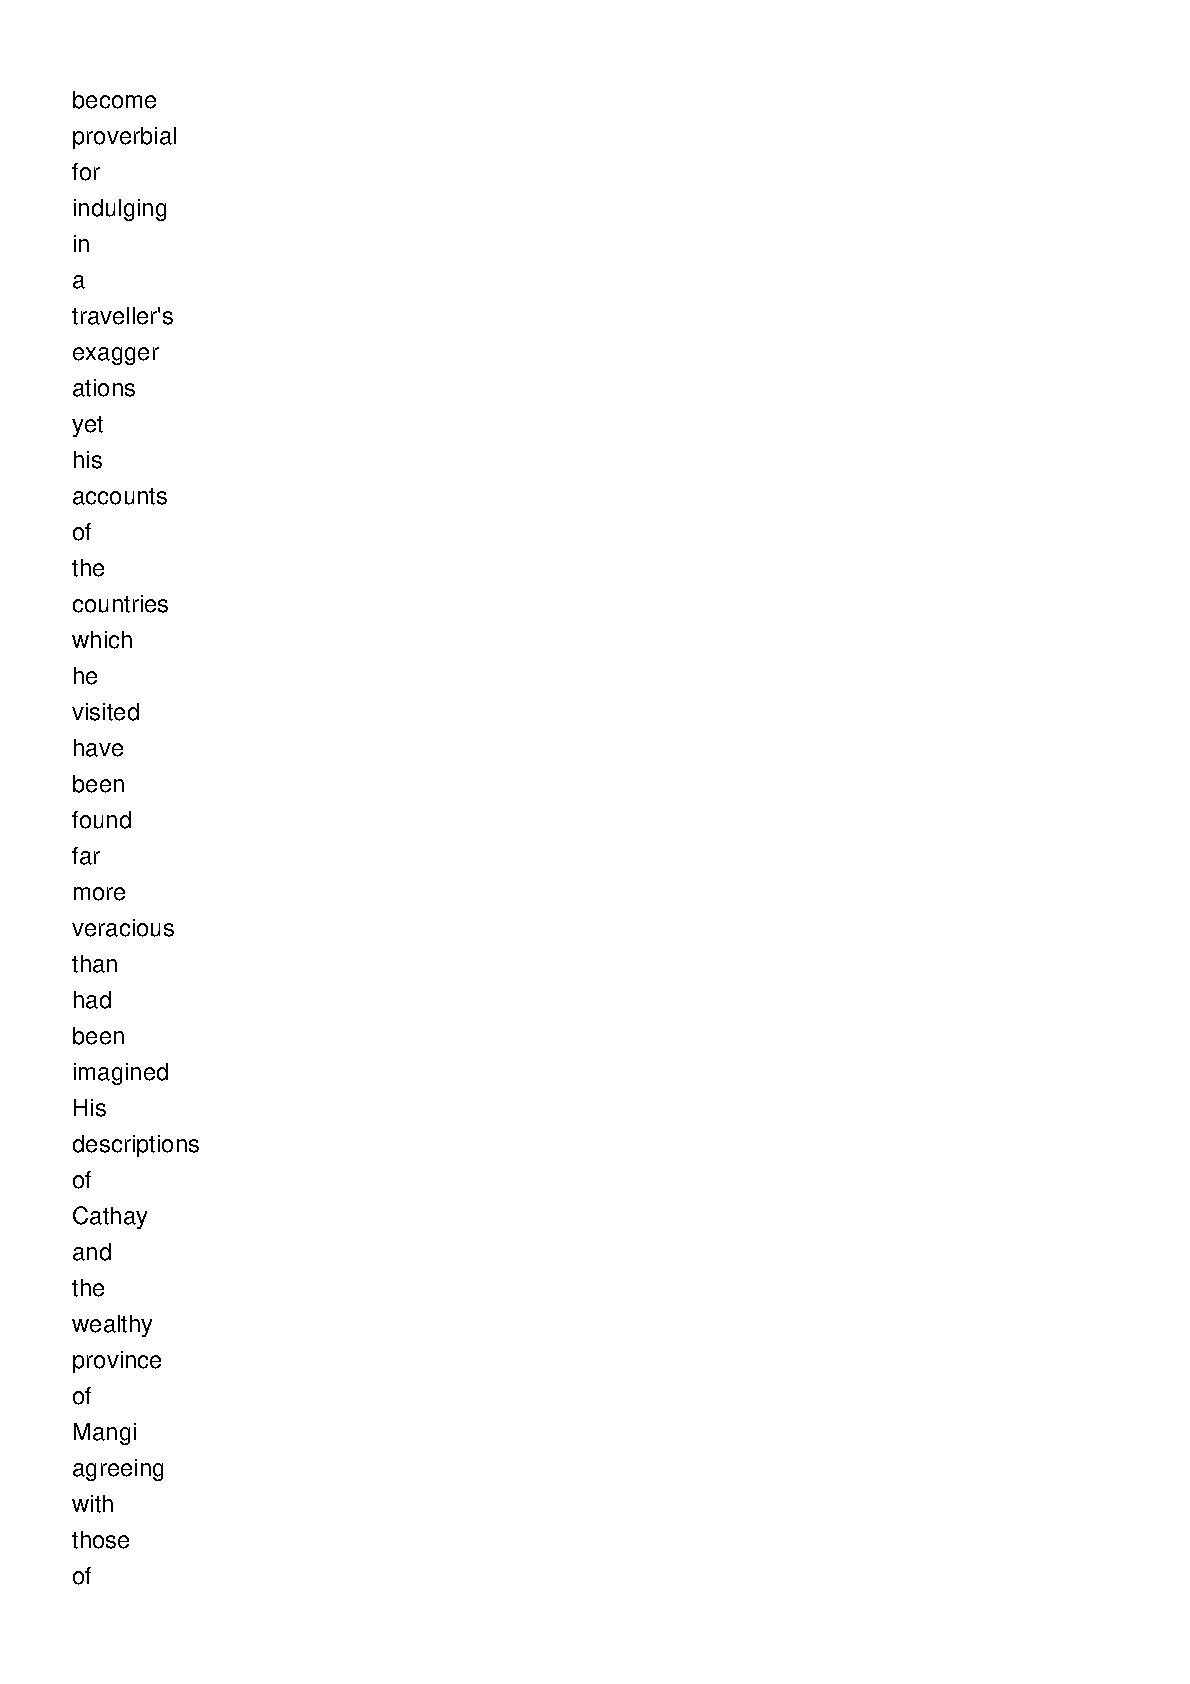 become
proverbial
for
indulging
in
a
traveller's
exagger
ations
yet
his
accounts
of
the
countries
which
he
visited
have
been
found
far
more
veracious
than
had
been
imagined
His
descriptions
of
Cathay
and
the
wealthy
province
of
Mangi
agreeing
with
those
of